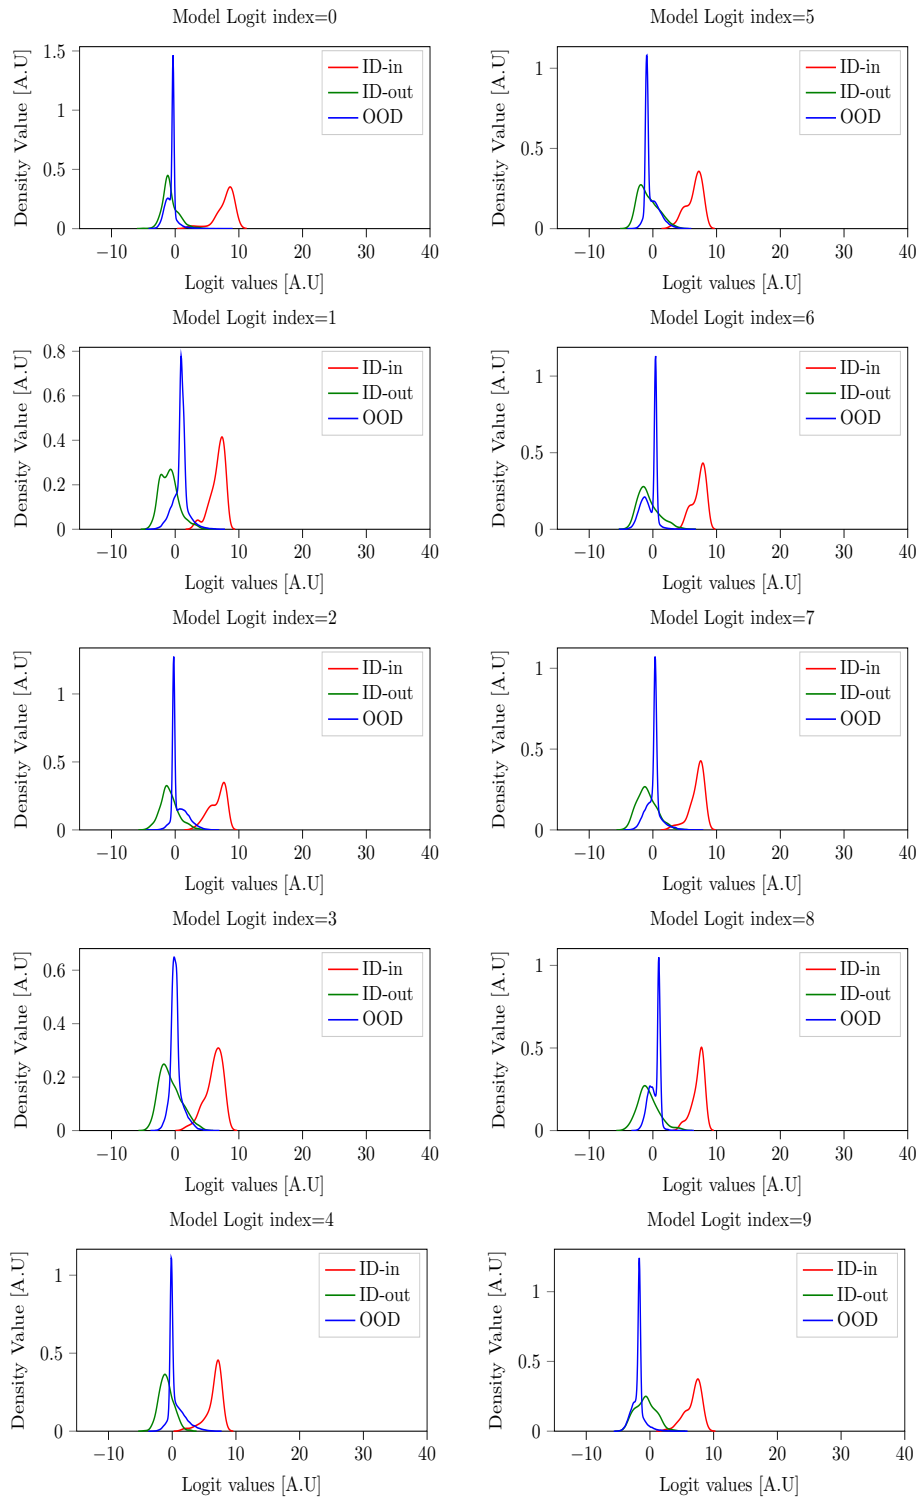 Model Logit index=0
Density Value [A.U]
1.5
1
0.5
0
ID-in
ID-out
OOD
−10 0 10 20 30 40
Logit values [A.U]
Model Logit index=5
Density Value [A.U]
1
0.5
0
ID-in
ID-out
OOD
−10 0 10 20 30 40
Logit values [A.U]
Model Logit index=1
Density Value [A.U]
0.8
0.6
0.4
0.2
0
ID-in
ID-out
OOD
−10 0 10 20 30 40
Logit values [A.U]
Model Logit index=6
Density Value [A.U]
1
0.5
0
ID-in
ID-out
OOD
−10 0 10 20 30 40
Logit values [A.U]
Model Logit index=2
Density Value [A.U]
1
0.5
0
ID-in
ID-out
OOD
−10 0 10 20 30 40
Logit values [A.U]
Model Logit index=7
Density Value [A.U]
1
0.5
0
ID-in
ID-out
OOD
−10 0 10 20 30 40
Logit values [A.U]
Model Logit index=3
Density Value [A.U]
0.6
0.4
0.2
0
ID-in
ID-out
OOD
−10 0 10 20 30 40
Logit values [A.U]
Model Logit index=8
Density Value [A.U]
1
0.5
0
ID-in
ID-out
OOD
−10 0 10 20 30 40
Logit values [A.U]
Model Logit index=4
Density Value [A.U]
1
0.5
0
ID-in
ID-out
OOD
−10 0 10 20 30 40
Logit values [A.U]
Model Logit index=9
Density Value [A.U]
1
0.5
0
ID-in
ID-out
OOD
−10 0 10 20 30 40
Logit values [A.U]